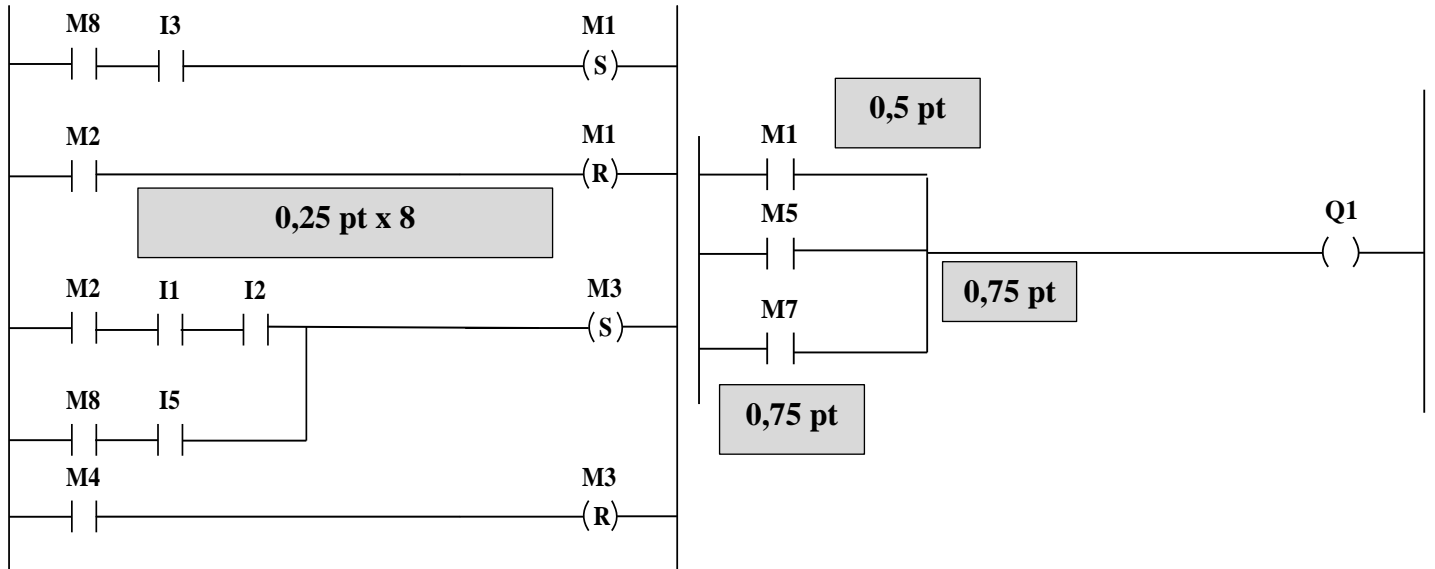 M8 I3 M1
(S)
M2 M1
(R)
0,25 pt x 8
M2 I1 I2 M3
(S)
M8 I5
M4 M3
(R)
0,5 pt
M1
M5 Q1
( )
0,75 pt
M7
0,75 pt